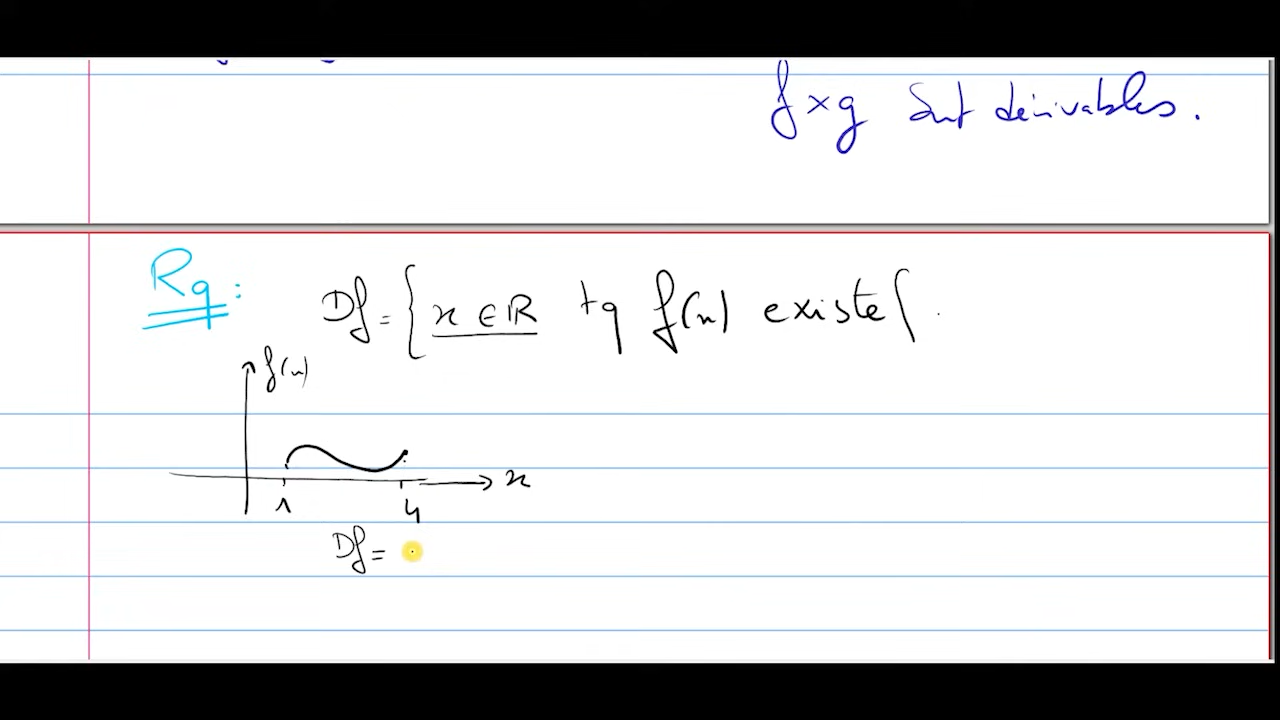 f × g sont dérivables.
Rq : Df = { x ∈ ℝ tq f(x) existe {.
f(x)
x
1 4
Df =